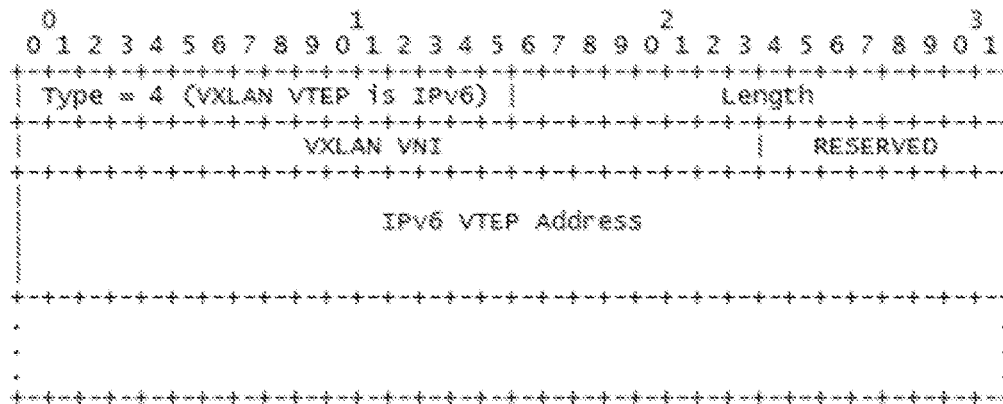 0 1 2 3
0 1 2 3 4 5 6 7 8 9 0 1 2 3 4 5 6 7 8 9 0 1 2 3 4 5 6 7 8 9 0 1
+-+-+-+-+-+-+-+-+-+-+-+-+-+-+-+-+-+-+-+-+-+-+-+-+-+-+-+-+-+-+-+-
| Type = 4 (VXLAN VTEP is IPv6) | Length
+-+-+-+-+-+-+-+-+-+-+-+-+-+-+-+-+-+-+-+-+-+-+-+-+-+-+-+-+-+-+-+-
| VXLAN VNI | RESERVED
+-+-+-+-+-+-+-+-+-+-+-+-+-+-+-+-+-+-+-+-+-+-+-+-+-+-+-+-+-+-+-+-
IPv6 VTEP Address
+-+-+-+-+-+-+-+-+-+-+-+-+-+-+-+-+-+-+-+-+-+-+-+-+-+-+-+-+-+-+-+-
. .
. .
. .
+-+-+-+-+-+-+-+-+-+-+-+-+-+-+-+-+-+-+-+-+-+-+-+-+-+-+-+-+-+-+-+-